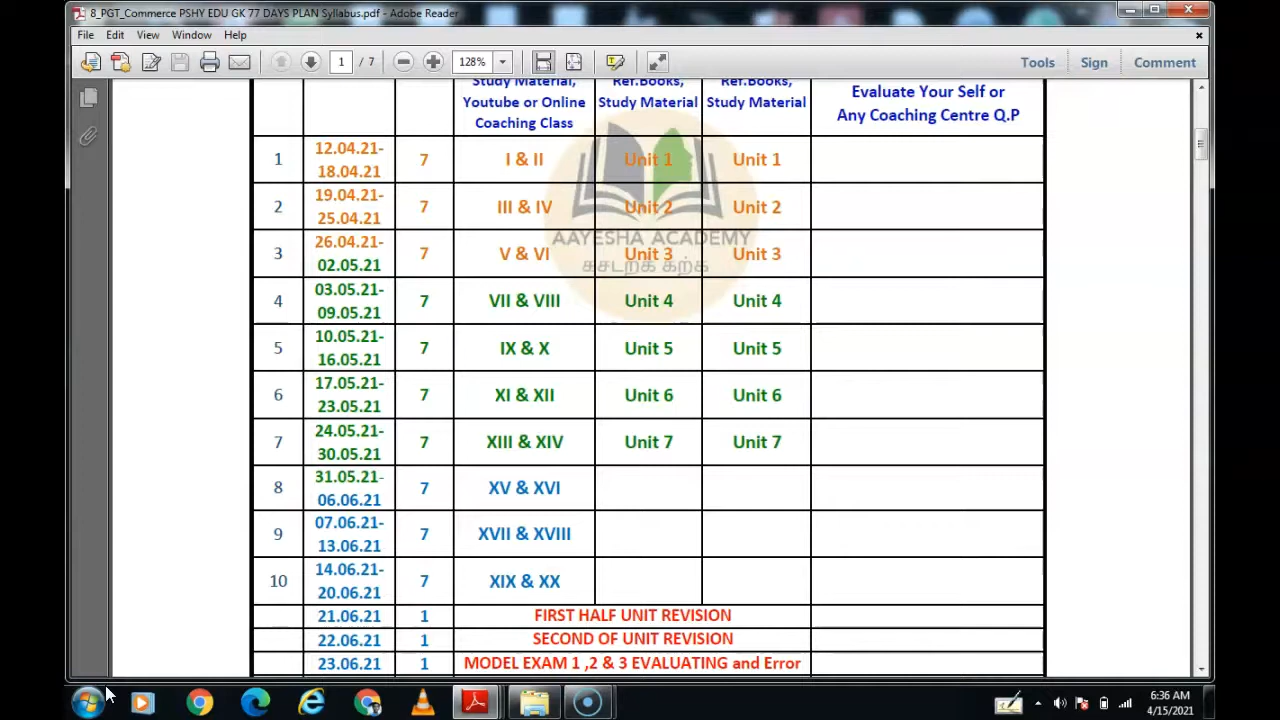 8_PGT_Commerce PSHY EDU GK 77 DAYS PLAN Syllabus.pdf - Adobe Reader
File Edit View Window Help
1 / 7 128% Tools Sign Comment
Study Material, Ref.Books, Ref.Books, Evaluate Your Self or
Youtube or Online Study Material Study Material Any Coaching Centre Q.P
Coaching Class
1 12.04.21-18.04.21 7 I & II Unit 1 Unit 1
2 19.04.21-25.04.21 7 III & IV Unit 2 Unit 2
AAYESHA ACADEMY
கசடறக் கற்க
3 26.04.21-02.05.21 7 V & VI Unit 3 Unit 3
4 03.05.21-09.05.21 7 VII & VIII Unit 4 Unit 4
5 10.05.21-16.05.21 7 IX & X Unit 5 Unit 5
6 17.05.21-23.05.21 7 XI & XII Unit 6 Unit 6
7 24.05.21-30.05.21 7 XIII & XIV Unit 7 Unit 7
8 31.05.21-06.06.21 7 XV & XVI
9 07.06.21-13.06.21 7 XVII & XVIII
10 14.06.21-20.06.21 7 XIX & XX
21.06.21 1 FIRST HALF UNIT REVISION
22.06.21 1 SECOND OF UNIT REVISION
23.06.21 1 MODEL EXAM 1 ,2 & 3 EVALUATING and Error
6:36 AM
4/15/2021